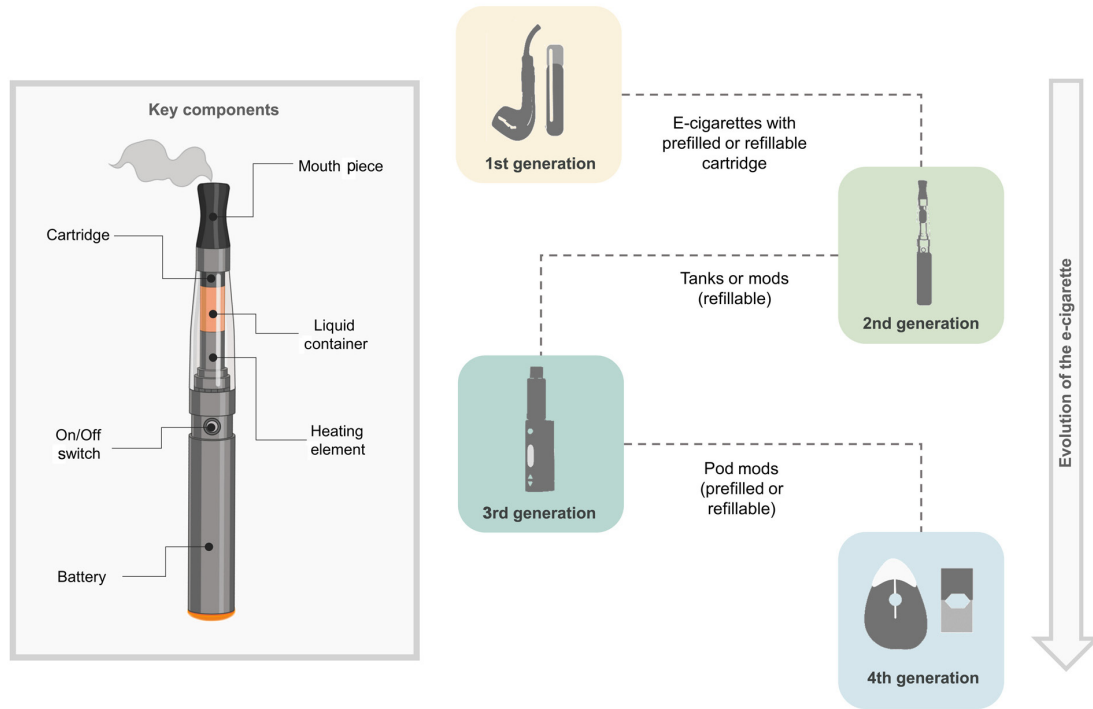 Key components
Mouth piece
Cartridge
Liquid
container
On/Off
switch
Heating
element
Battery
1st generation
E-cigarettes with
prefilled or refillable
cartridge
2nd generation
Tanks or mods
(refillable)
3rd generation
Pod mods
(prefilled or
refillable)
4th generation
Evolution of the e-cigarette